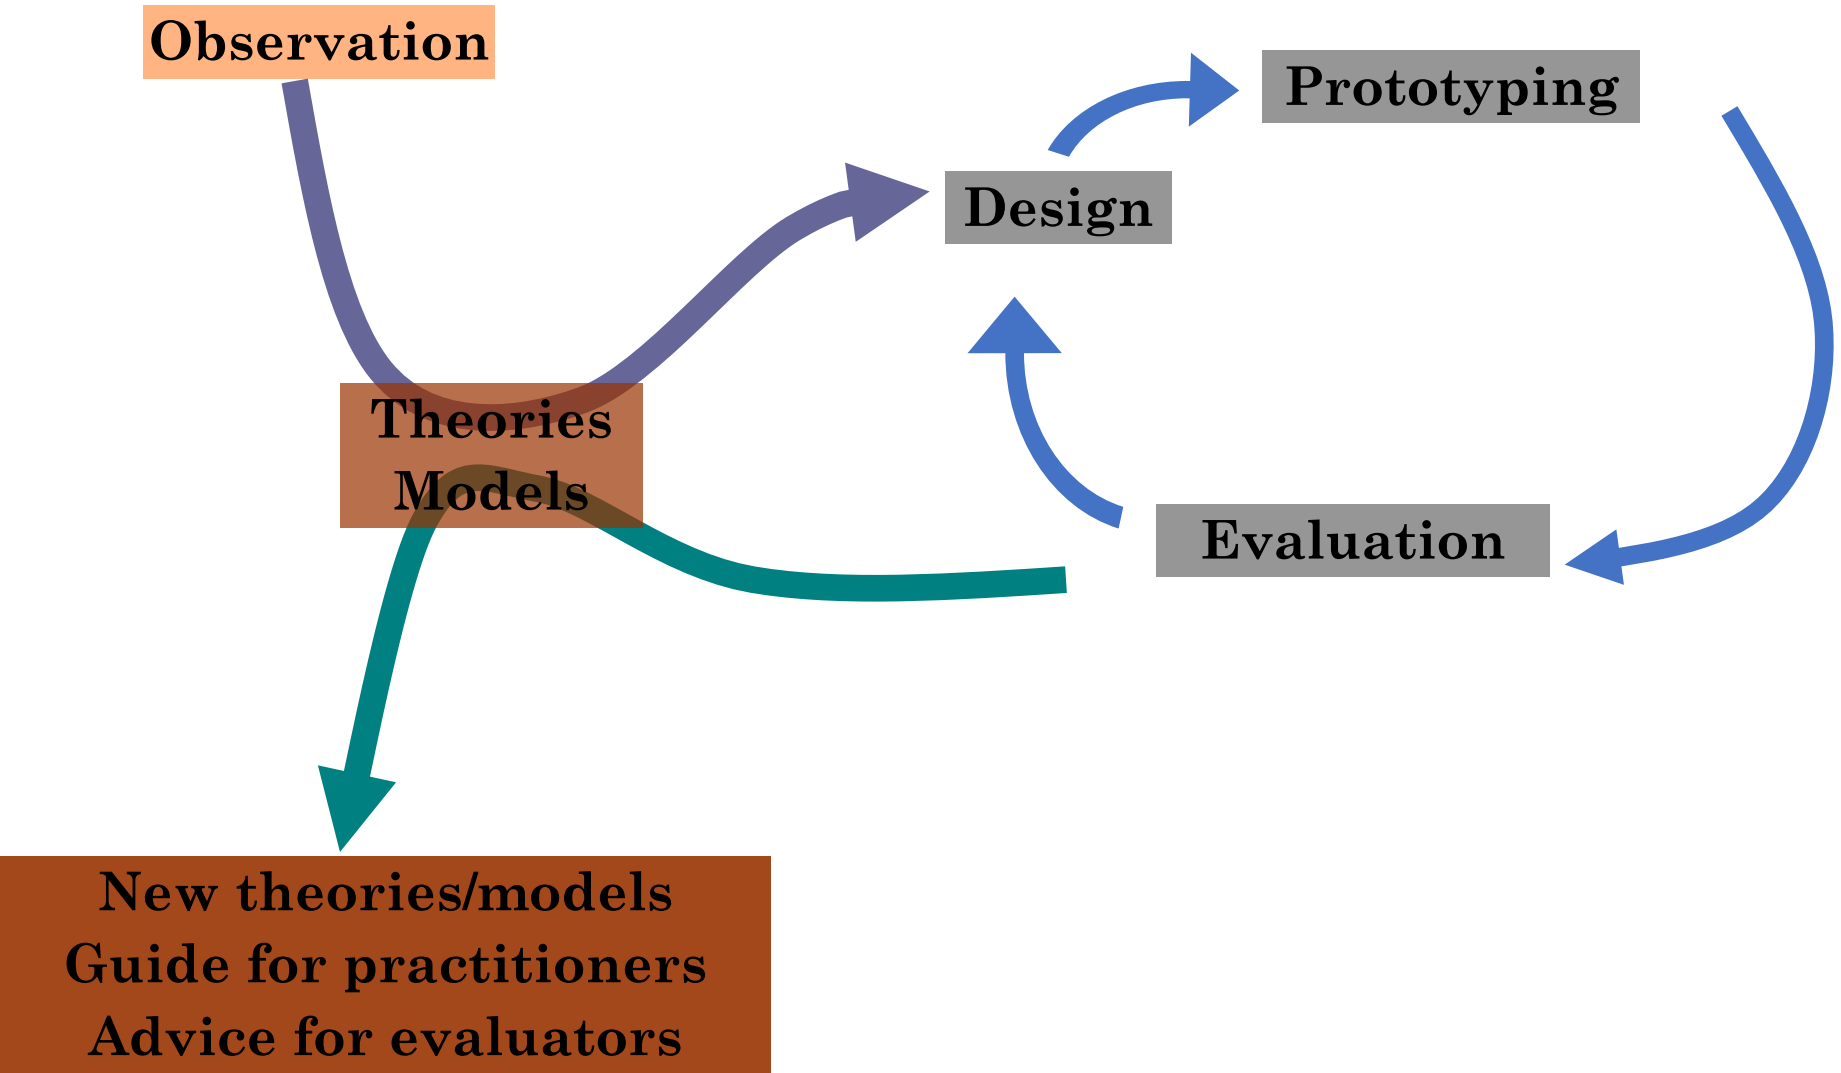 Observation
Prototyping
Design
Theories
Models
Evaluation
New theories/models
Guide for practitioners
Advice for evaluators